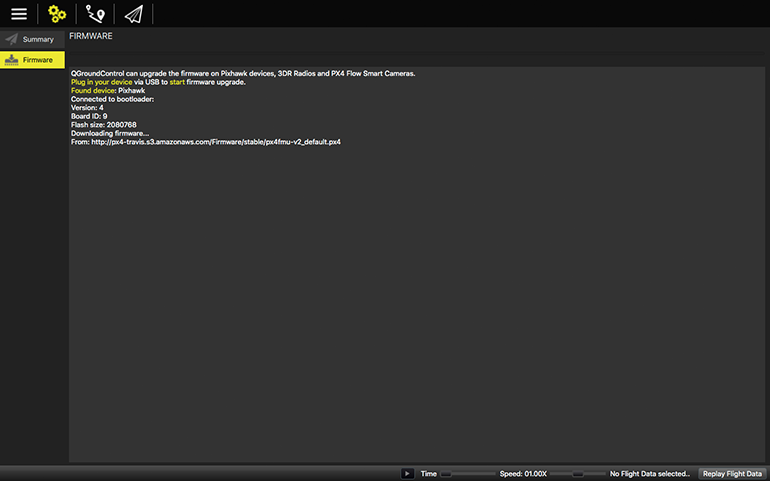 Summary
Firmware
FIRMWARE
QGroundControl can upgrade the firmware on Pixhawk devices, 3DR Radios and PX4 Flow Smart Cameras.
Plug in your device via USB to start firmware upgrade.
Found device: Pixhawk
Connected to bootloader:
Version: 4
Board ID: 9
Flash size: 2080768
Downloading firmware...
From: http://px4-travis.s3.amazonaws.com/Firmware/stable/px4fmu-v2_default.px4
Time Speed: 01.00X No Flight Data selected.. Replay Flight Data